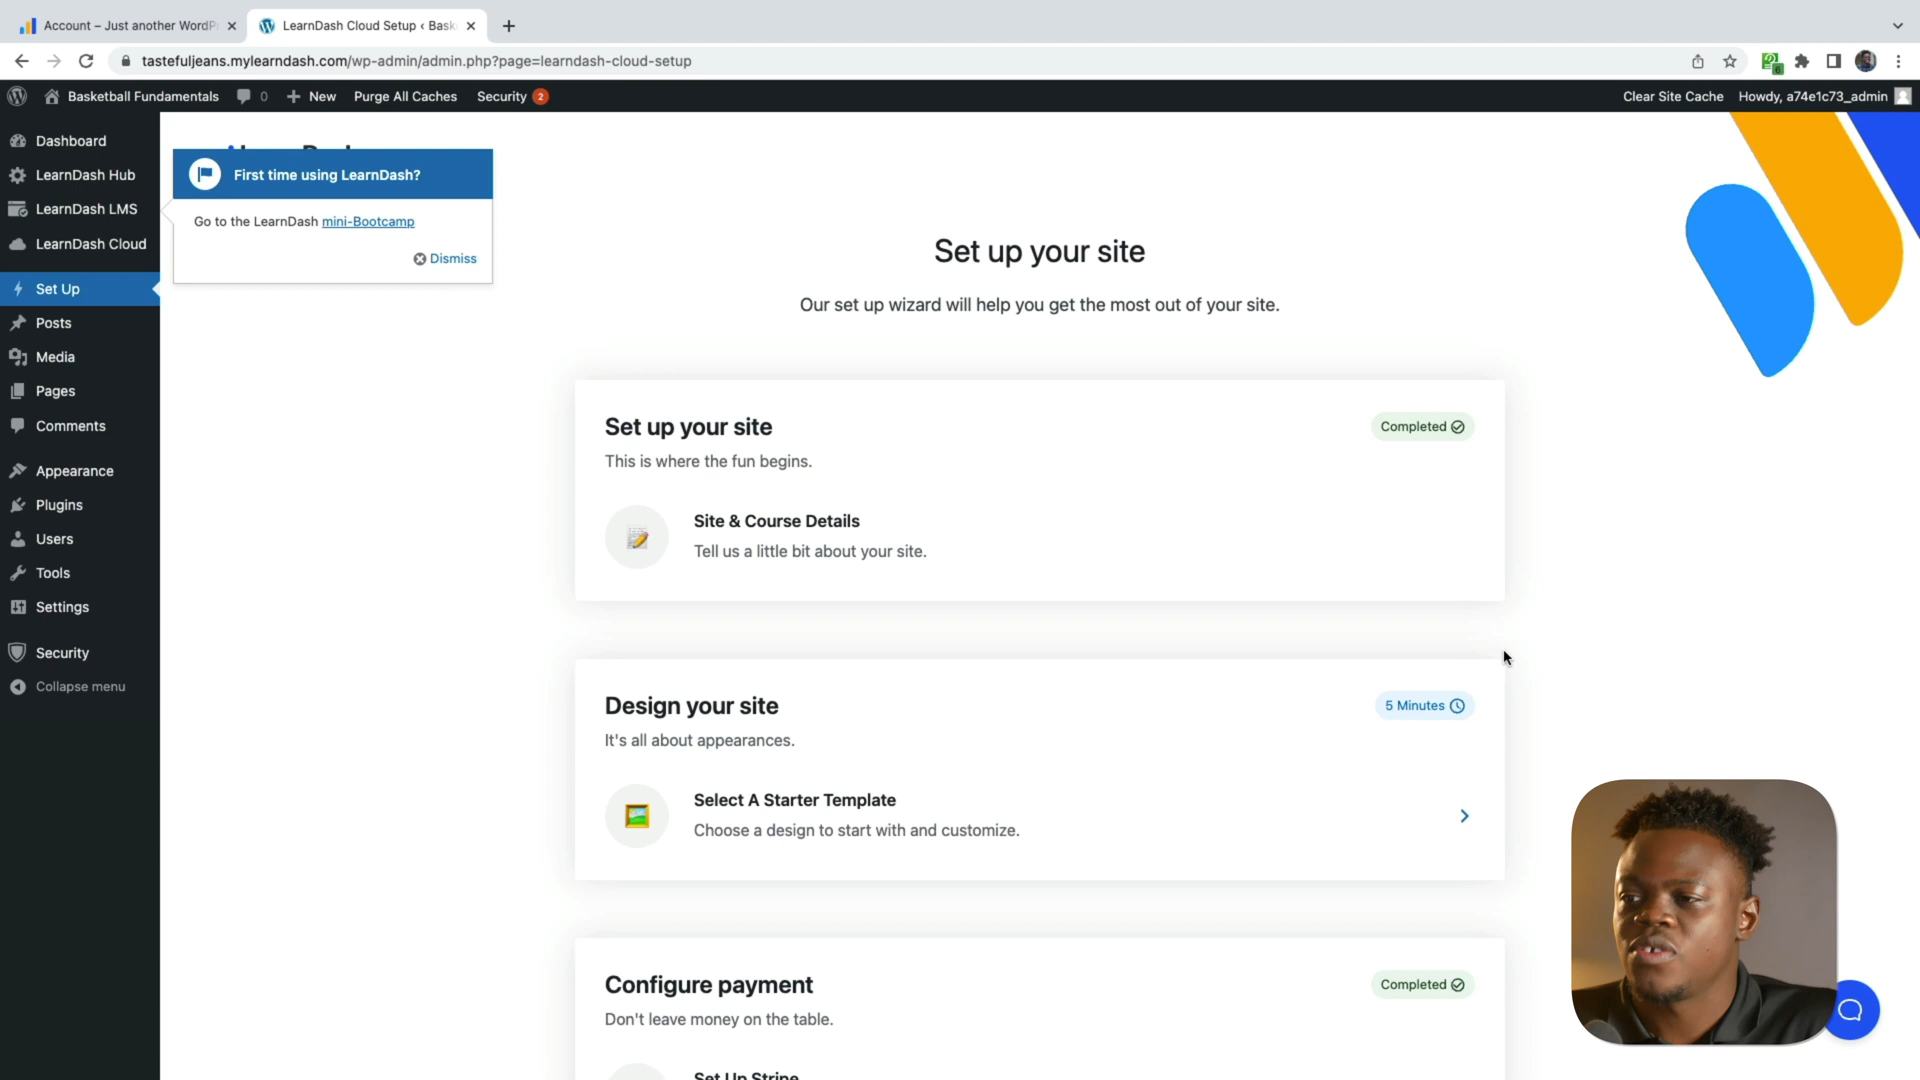 Account – Just another WordP
LearnDash Cloud Setup ‹ Bask
tastefuljeans.mylearndash.com/wp-admin/admin.php?page=learndash-cloud-setup
Basketball Fundamentals
0
New
Purge All Caches
Security 2
Clear Site Cache
Howdy, a74e1c73_admin
Dashboard
LearnDash Hub
LearnDash LMS
LearnDash Cloud
Set Up
Posts
Media
Pages
Comments
Appearance
Plugins
Users
Tools
Settings
Security
Collapse menu
First time using LearnDash?
Go to the LearnDash mini-Bootcamp
Dismiss
Set up your site
Our set up wizard will help you get the most out of your site.
Set up your site
Completed
This is where the fun begins.
Site & Course Details
Tell us a little bit about your site.
Design your site
5 Minutes
It's all about appearances.
Select A Starter Template
Choose a design to start with and customize.
Configure payment
Completed
Don't leave money on the table.
Set Up Stripe